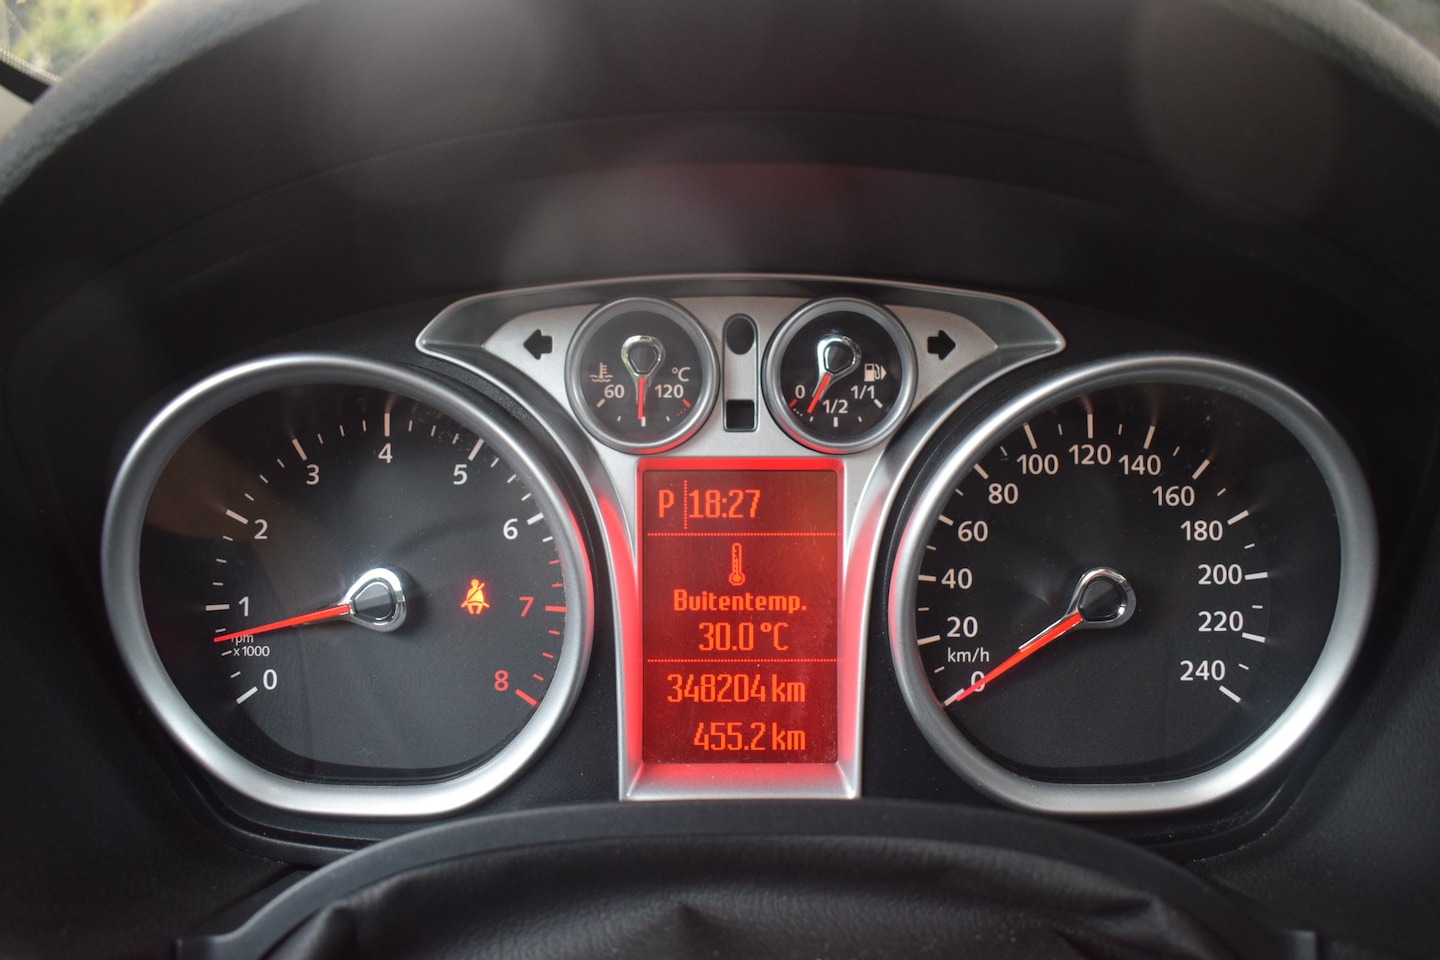 60 120 °C
0 1/2 1/1
0 1 2 3 4 5 6 7 8
rpm
x1000
P 18:27
Buitentemp.
30.0 °C
348204 km
455.2 km
0 20 40 60 80 100 120 140 160 180 200 220 240
km/h